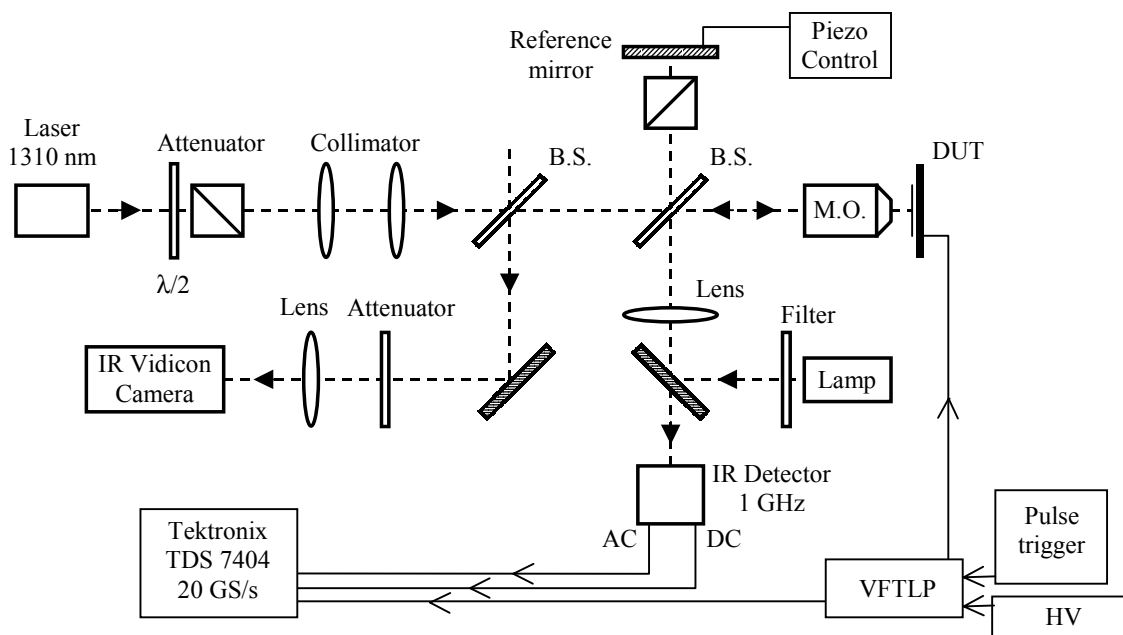 Reference
mirror
Piezo
Control
Laser
1310 nm
Attenuator
Collimator
B.S.
B.S.
DUT
M.O.
λ/2
Lens
Attenuator
Lens
Filter
IR Vidicon
Camera
Lamp
IR Detector
1 GHz
AC
DC
Tektronix
TDS 7404
20 GS/s
VFTLP
Pulse
trigger
HV